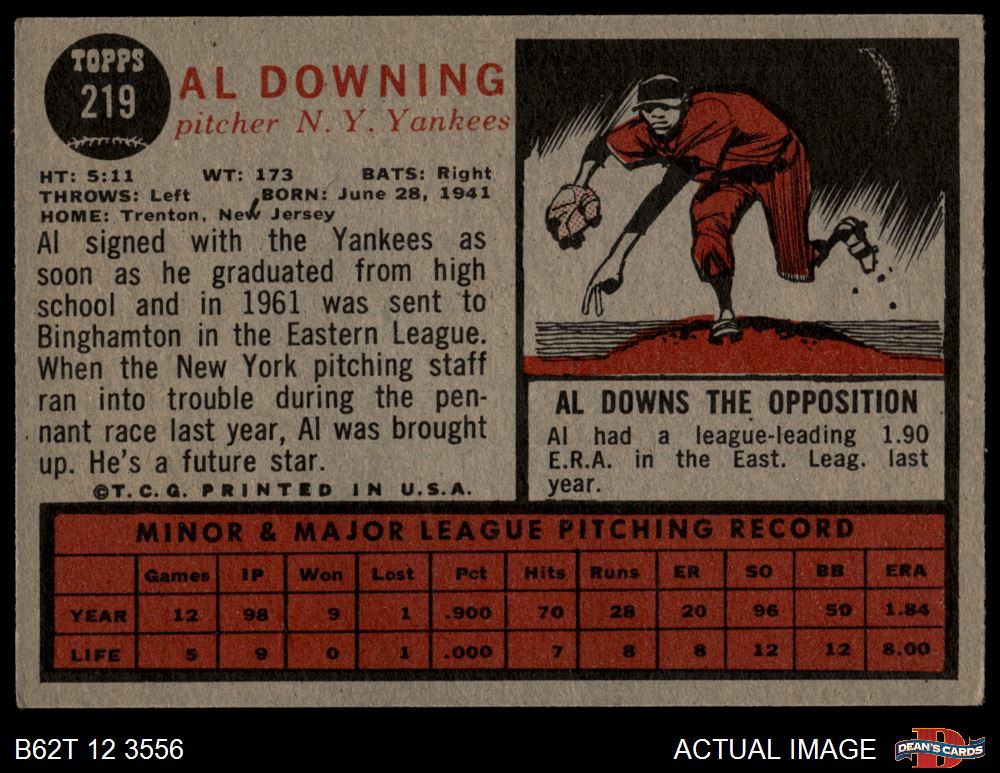 TOPPS
219
AL DOWNING
pitcher N. Y. Yankees
HT: 5:11 WT: 173 BATS: Right
THROWS: Left BORN: June 28, 1941
HOME: Trenton, New Jersey
Al signed with the Yankees as
soon as he graduated from high
school and in 1961 was sent to
Binghamton in the Eastern League.
When the New York pitching staff
ran into trouble during the pen-
nant race last year, Al was brought
up. He's a future star.
©T. C. G. PRINTED IN U.S.A.
AL DOWNS THE OPPOSITION
Al had a league-leading 1.90
E.R.A. in the East. Leag. last
year.
MINOR & MAJOR LEAGUE PITCHING RECORD
Games IP Won Lost Pct Hits Runs ER SO BB ERA
YEAR 12 98 9 1 .900 70 28 20 96 50 1.84
LIFE 5 9 0 1 .000 7 8 8 12 12 8.00
B62T 12 3556
ACTUAL IMAGE
D
DEAN'S CARDS